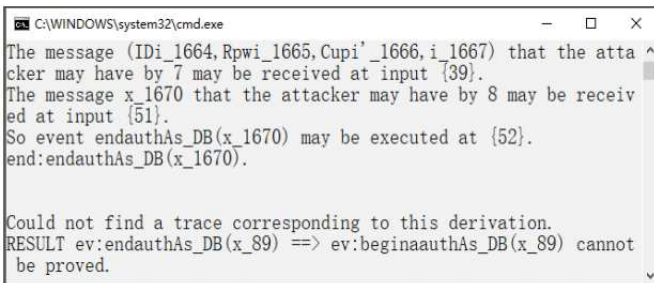 C:\WINDOWS\system32\cmd.exe
The message (IDi_1664,Rpwi_1665,Cupi'_1666,i_1667) that the atta
cker may have by 7 may be received at input {39}.
The message x_1670 that the attacker may have by 8 may be receiv
ed at input {51}.
So event endauthAs_DB(x_1670) may be executed at {52}.
end:endauthAs_DB(x_1670).
Could not find a trace corresponding to this derivation.
RESULT ev:endauthAs_DB(x_89) ==> ev:beginaauthAs_DB(x_89) cannot
be proved.